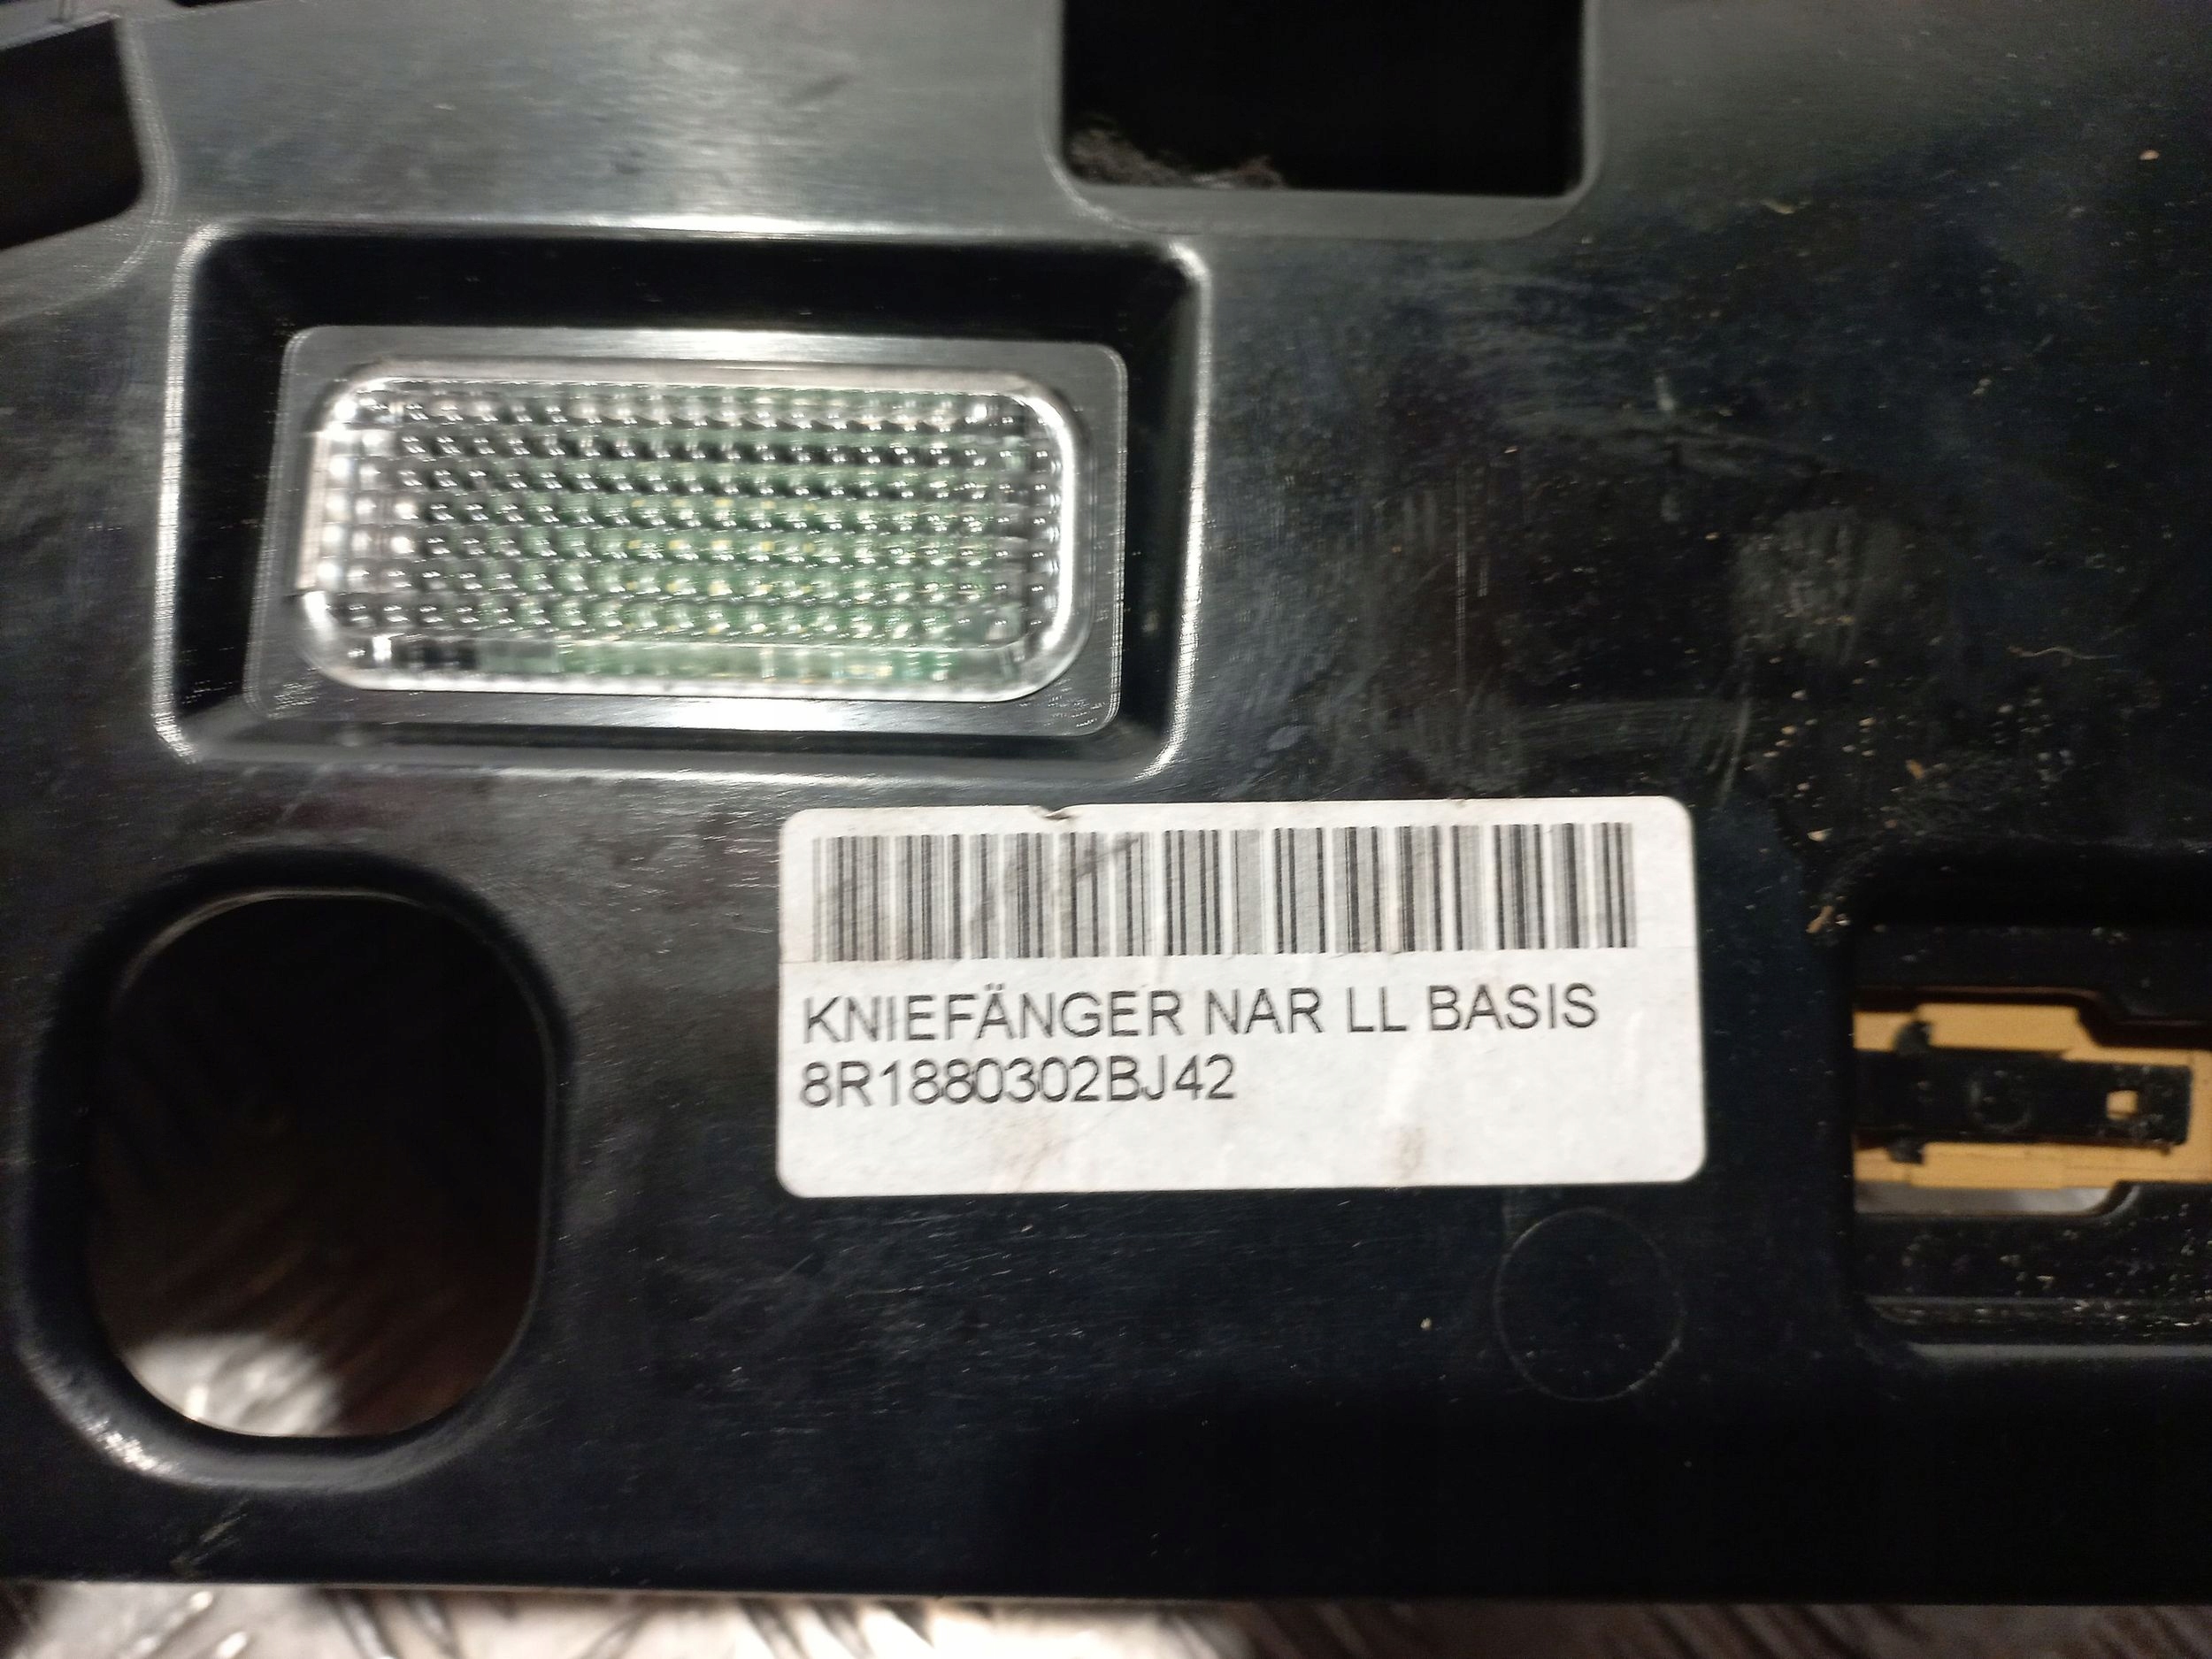 KNIEFÄNGER NAR LL BASIS
8R1880302BJ42